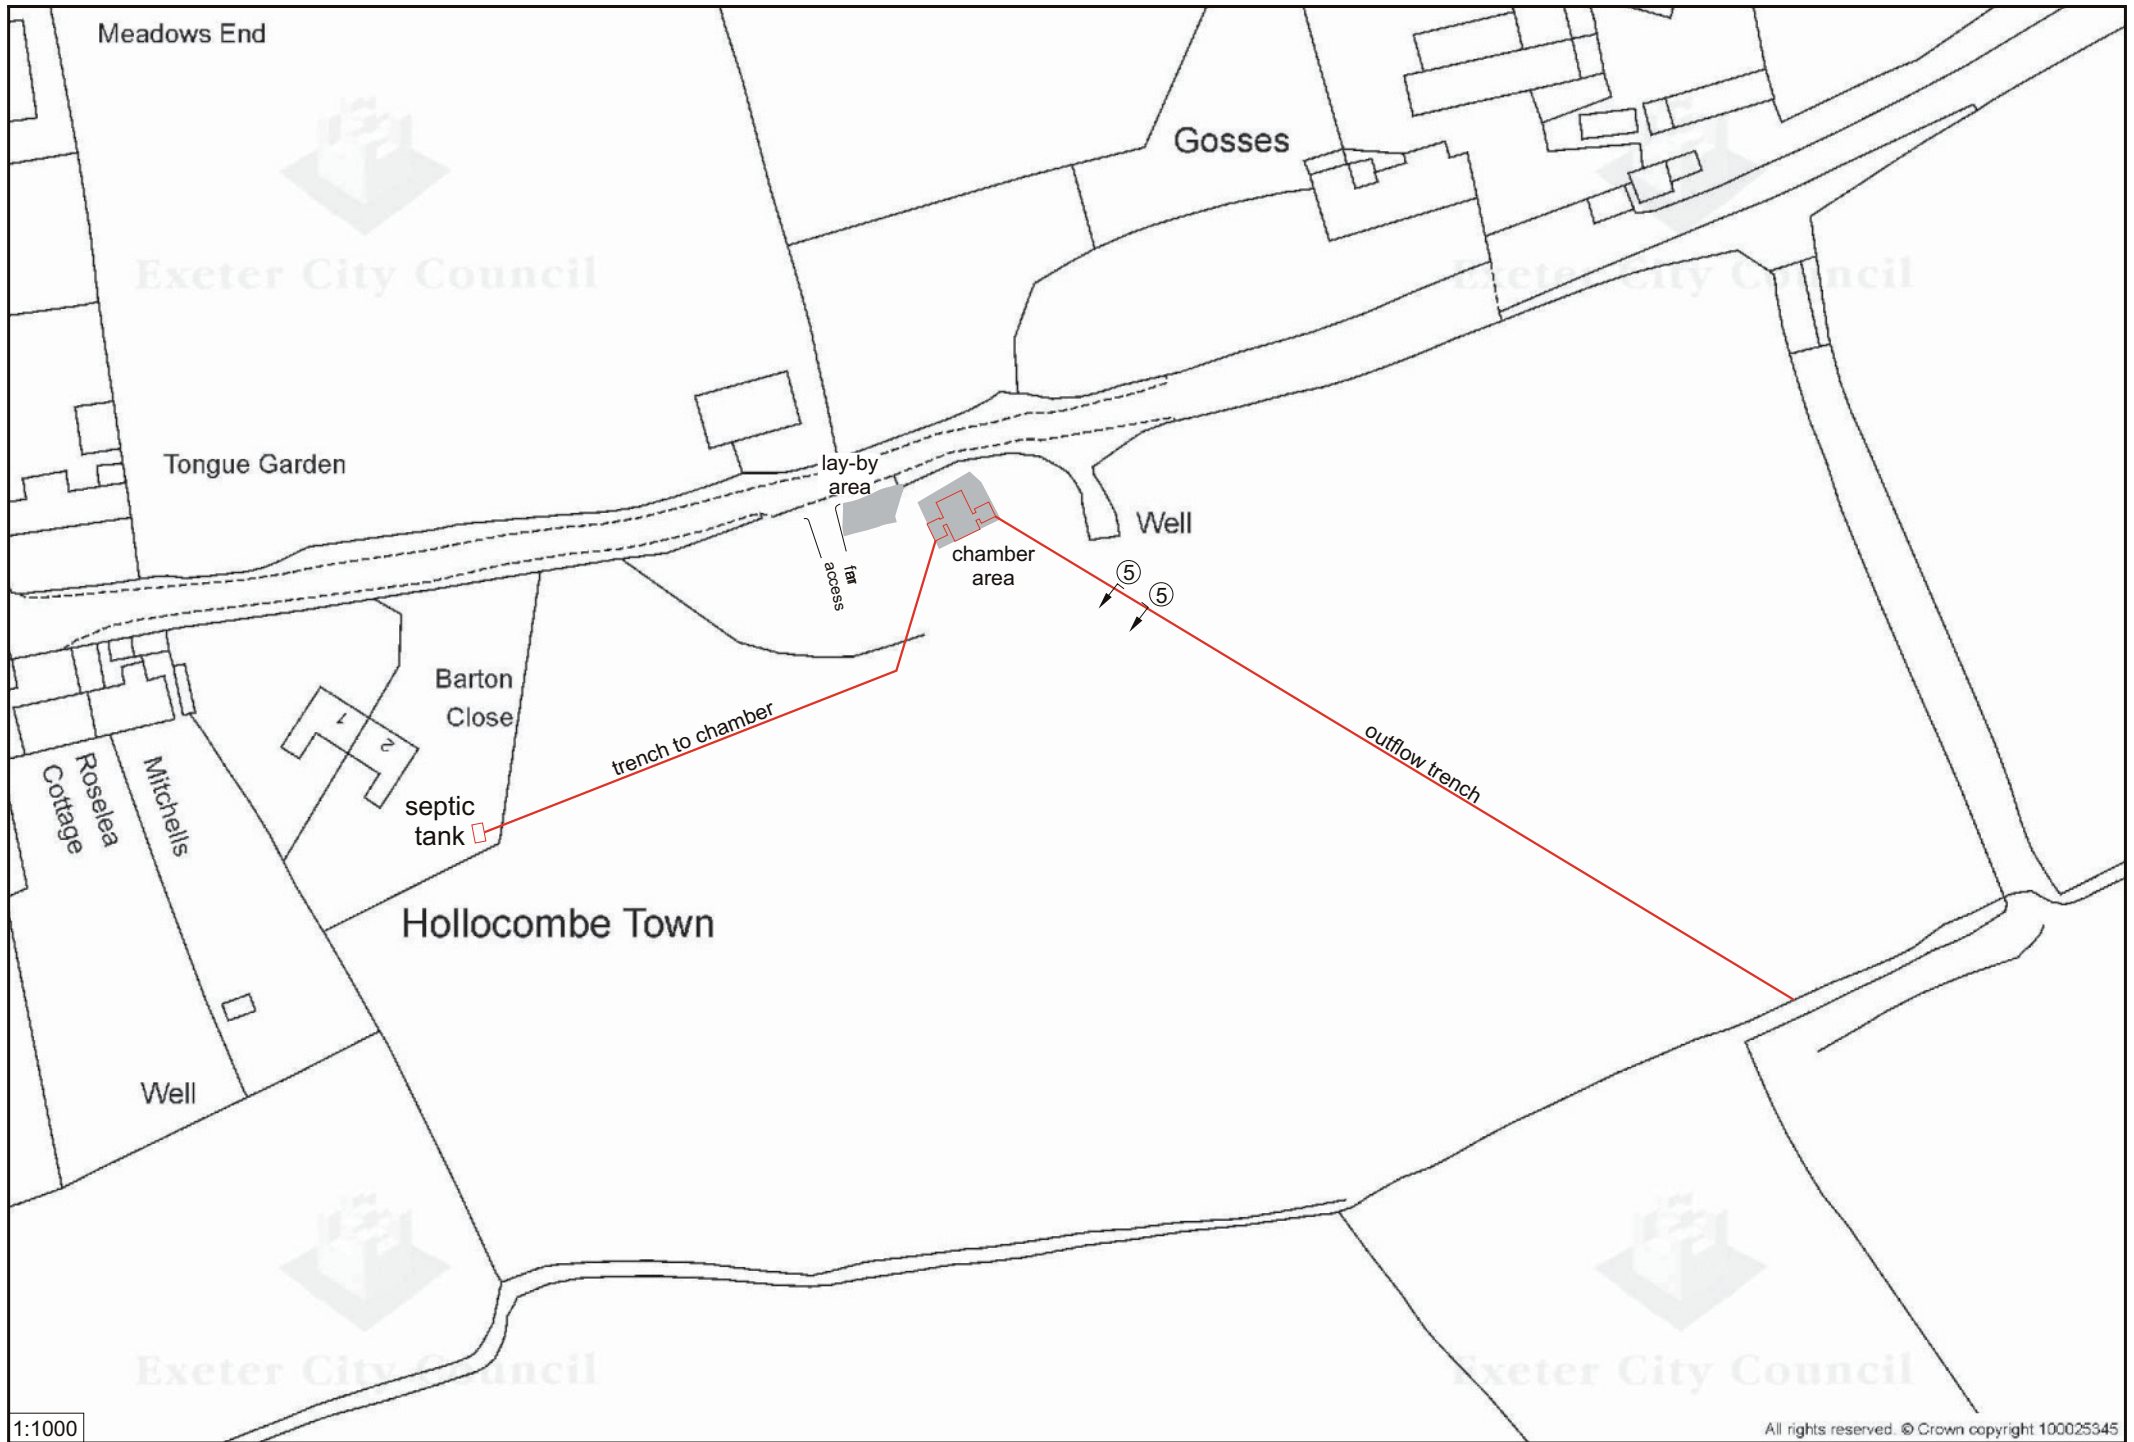 Meadows End
Gosses
Exeter City Council
Exeter City Council
Tongue Garden
lay-by
area
Well
chamber
area
access
⑤
⑤
Barton
Close
1
2
trench to chamber
outflow trench
septic
tank
Roselea
Cottage
Mitchells
Hollocombe Town
Well
Exeter City Council
Exeter City Council
1:1000
All rights reserved. © Crown copyright 100025345